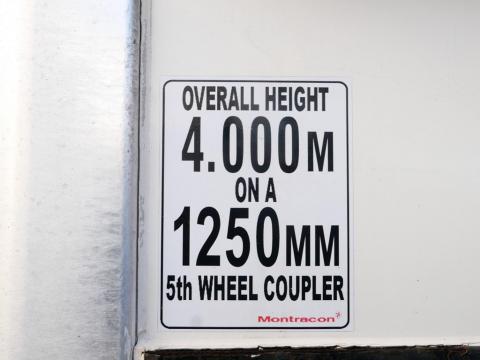 OVERALL HEIGHT
4.000M
ON A
1250MM
5th WHEEL COUPLER
Montracon